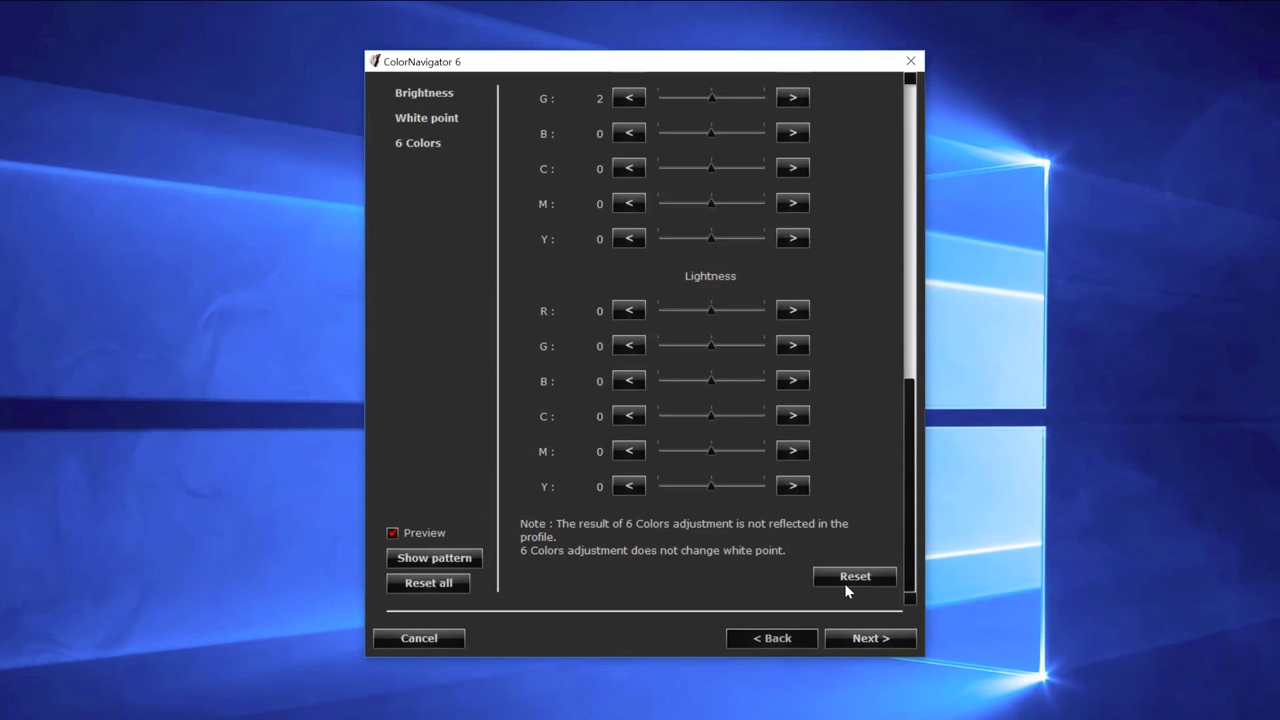 ColorNavigator 6
Brightness
White point
6 Colors
G : 2 < >
B : 0 < >
C : 0 < >
M : 0 < >
Y : 0 < >
Lightness
R : 0 < >
G : 0 < >
B : 0 < >
C : 0 < >
M : 0 < >
Y : 0 < >
Note : The result of 6 Colors adjustment is not reflected in the
profile.
6 Colors adjustment does not change white point.
Preview
Show pattern
Reset all
Reset
Cancel
< Back
Next >